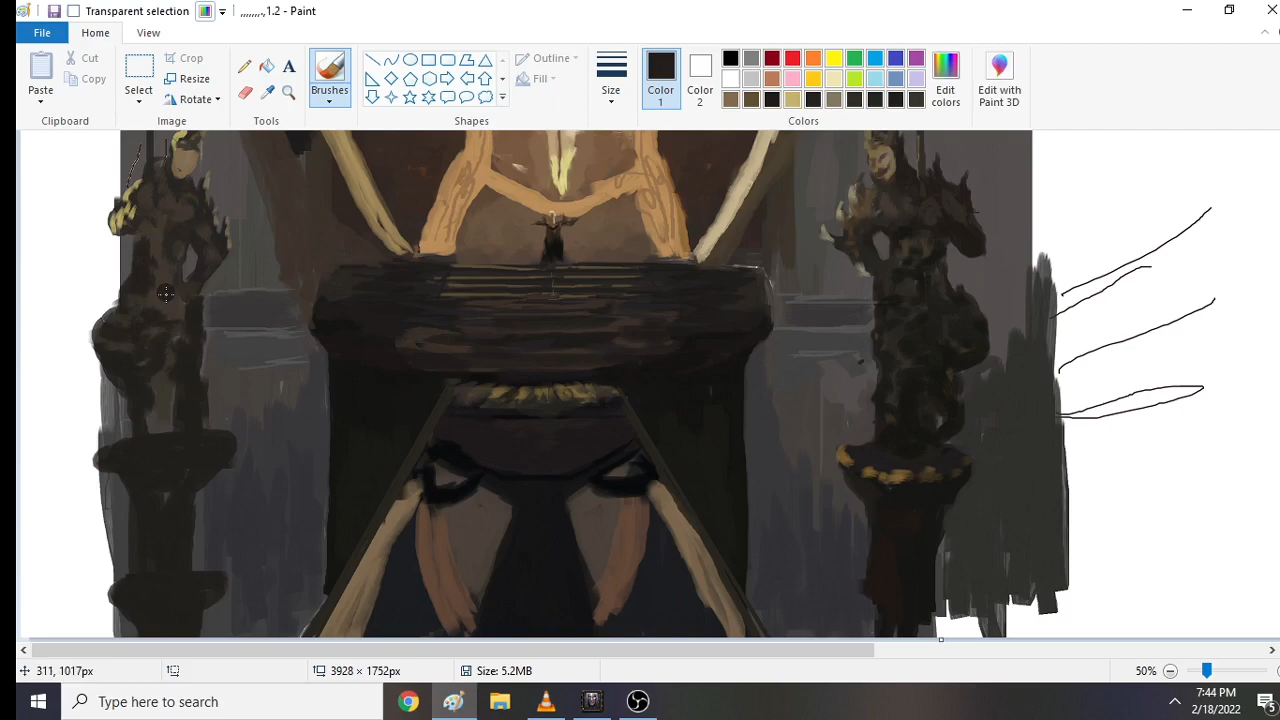 Transparent selection ,,,,,,,-,1.2 - Paint
File Home View
Paste Cut Copy
Select Crop Resize Rotate
A
Brushes
Outline Fill
Size
Color 1
Color 2
Edit colors
Edit with Paint 3D
Clipboard Image Tools Shapes Colors
311, 1017px 3928 × 1752px Size: 5.2MB 50%
Type here to search
7:44 PM
2/18/2022
5